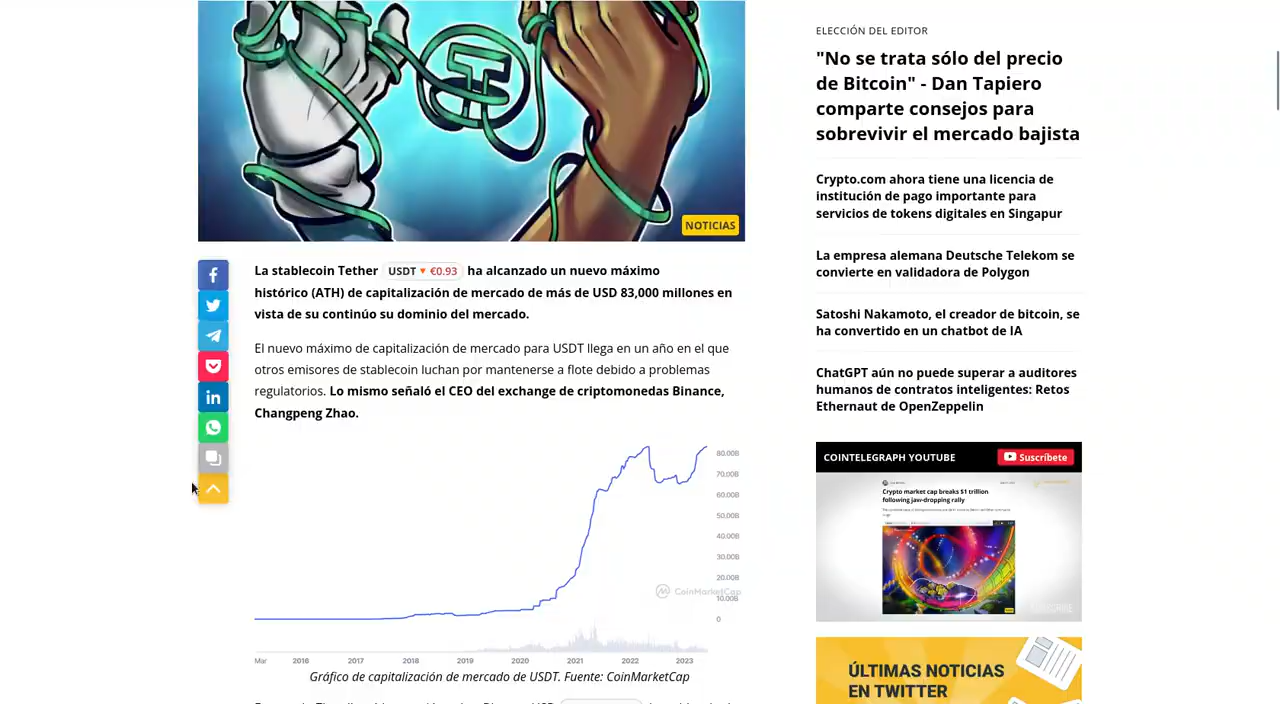 NOTICIAS
La stablecoin Tether USDT ▼ €0.93 ha alcanzado un nuevo máximo
histórico (ATH) de capitalización de mercado de más de USD 83,000 millones en
vista de su continúo su dominio del mercado.
El nuevo máximo de capitalización de mercado para USDT llega en un año en el que
otros emisores de stablecoin luchan por mantenerse a flote debido a problemas
regulatorios. Lo mismo señaló el CEO del exchange de criptomonedas Binance,
Changpeng Zhao.
80.00B
70.00B
60.00B
50.00B
40.00B
30.00B
20.00B
CoinMarketCap
10.00B
0
Mar 2016 2017 2018 2019 2020 2021 2022 2023
Gráfico de capitalización de mercado de USDT. Fuente: CoinMarketCap
ELECCIÓN DEL EDITOR
"No se trata sólo del precio
de Bitcoin" - Dan Tapiero
comparte consejos para
sobrevivir el mercado bajista
Crypto.com ahora tiene una licencia de
institución de pago importante para
servicios de tokens digitales en Singapur
La empresa alemana Deutsche Telekom se
convierte en validadora de Polygon
Satoshi Nakamoto, el creador de bitcoin, se
ha convertido en un chatbot de IA
ChatGPT aún no puede superar a auditores
humanos de contratos inteligentes: Retos
Ethernaut de OpenZeppelin
COINTELEGRAPH YOUTUBE
Suscríbete
Crypto market cap breaks $1 trillion
following jaw-dropping rally
ÚLTIMAS NOTICIAS
EN TWITTER